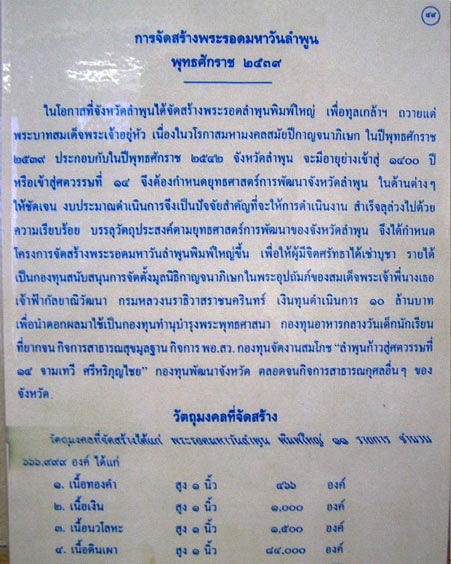 ๔๔
การจัดสร้างพระรอดมหาวันลำพูน
พุทธศักราช ๒๕๓๙
ในโอกาสที่จังหวัดลำพูนได้จัดสร้างพระรอดลำพูนพิมพ์ใหญ่ เพื่อทูลเกล้าฯ ถวายแด่
พระบาทสมเด็จพระเจ้าอยู่หัว เนื่องในวโรกาสมหามงคลสมัยปีกาญจนาภิเษก ในปีพุทธศักราช
๒๕๓๙ ประกอบกับในปีพุทธศักราช ๒๕๔๒ จังหวัดลำพูน จะมีอายุย่างเข้าสู่ ๑๔๐๐ ปี
หรือเข้าสู่ศตวรรษที่ ๑๔ จึงต้องกำหนดยุทธศาสตร์การพัฒนาจังหวัดลำพูน ในด้านต่างๆ
ให้ชัดเจน งบประมาณดำเนินการจึงเป็นปัจจัยสำคัญที่จะให้การดำเนินงาน สำเร็จลุล่วงไปด้วย
ความเรียบร้อย บรรลุวัตถุประสงค์ตามยุทธศาสตร์การพัฒนาของจังหวัดลำพูน จึงได้กำหนด
โครงการจัดสร้างพระรอดมหาวันลำพูนพิมพ์ใหญ่ขึ้น เพื่อให้ผู้มีจิตศรัทธาได้เช่าบูชา รายได้
เป็นกองทุนสนับสนุนการจัดตั้งมูลนิธิกาญจนาภิเษกในพระอุปถัมภ์ของสมเด็จพระเจ้าพี่นางเธอ
เจ้าฟ้ากัลยาณิวัฒนา กรมหลวงนราธิวาสราชนครินทร์ เงินทุนดำเนินการ ๑๐ ล้านบาท
เพื่อนำดอกผลมาใช้เป็นกองทุนทำนุบำรุงพระพุทธศาสนา กองทุนอาหารกลางวันเด็กนักเรียน
ที่ยากจน กิจการสาธารณสุขมูลฐาน กิจการ พอ.สว. กองทุนจัดงานสมโภช "ลำพูนก้าวสู่ศตวรรษที่
๑๔ จามเทวี ศรีหริภุญไชย" กองทุนพัฒนาจังหวัด ตลอดจนกิจการสาธารณกุศลอื่นๆ ของ
จังหวัด
วัตถุมงคลที่จัดสร้าง
วัตถุมงคลที่จัดสร้างได้แก่ พระรอดมหาวันลำพูน พิมพ์ใหญ่ ๑๑ รายการ จำนวน
๖๖๖,๙๙๙ องค์ ได้แก่
๑. เนื้อทองคำ สูง ๑ นิ้ว ๔๖๖ องค์
๒. เนื้อเงิน สูง ๑ นิ้ว ๑,๐๐๐ องค์
๓. เนื้อนวโลหะ สูง ๑ นิ้ว ๑,๕๐๐ องค์
๔. เนื้อดินเผา สูง ๑ นิ้ว ๘๔,๐๐๐ องค์